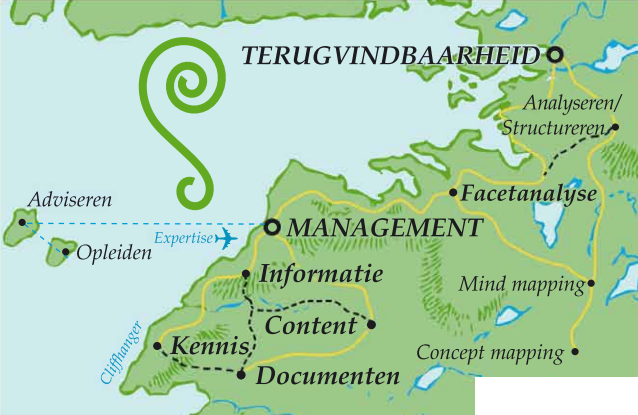 TERUGVINDBAARHEID
Analyseren/
Structureren
Facetanalyse
Adviseren
MANAGEMENT
Expertise
Opleiden
Informatie
Mind mapping
Content
Kennis
Cliffhanger
Concept mapping
Documenten